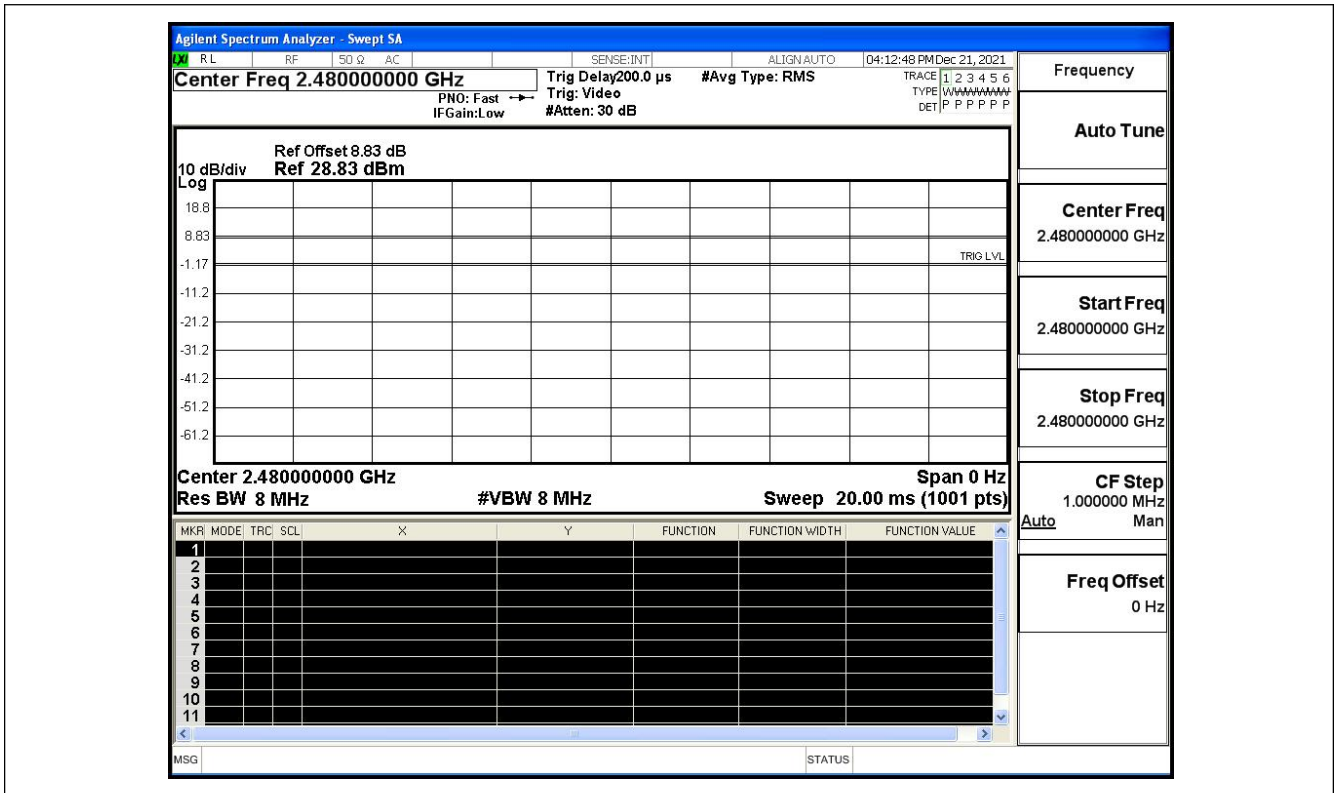 Agilent Spectrum Analyzer - Swept SA
LXI RL RF 50 Ω AC SENSE:INT ALIGN AUTO 04:12:48 PM Dec 21, 2021
Center Freq 2.480000000 GHz
PNO: Fast
IFGain:Low
Trig Delay200.0 µs
Trig: Video
#Atten: 30 dB
#Avg Type: RMS
TRACE 1 2 3 4 5 6
TYPE
DET P P P P P P
Ref Offset 8.83 dB
10 dB/div Ref 28.83 dBm
Log
18.8
8.83
-1.17
TRIG LVL
-11.2
-21.2
-31.2
-41.2
-51.2
-61.2
Center 2.480000000 GHz Span 0 Hz
Res BW 8 MHz #VBW 8 MHz Sweep 20.00 ms (1001 pts)
MKR MODE TRC SCL X Y FUNCTION FUNCTION WIDTH FUNCTION VALUE
1
2
3
4
5
6
7
8
9
10
11
MSG STATUS
Frequency
Auto Tune
Center Freq
2.480000000 GHz
Start Freq
2.480000000 GHz
Stop Freq
2.480000000 GHz
CF Step
1.000000 MHz
Auto Man
Freq Offset
0 Hz